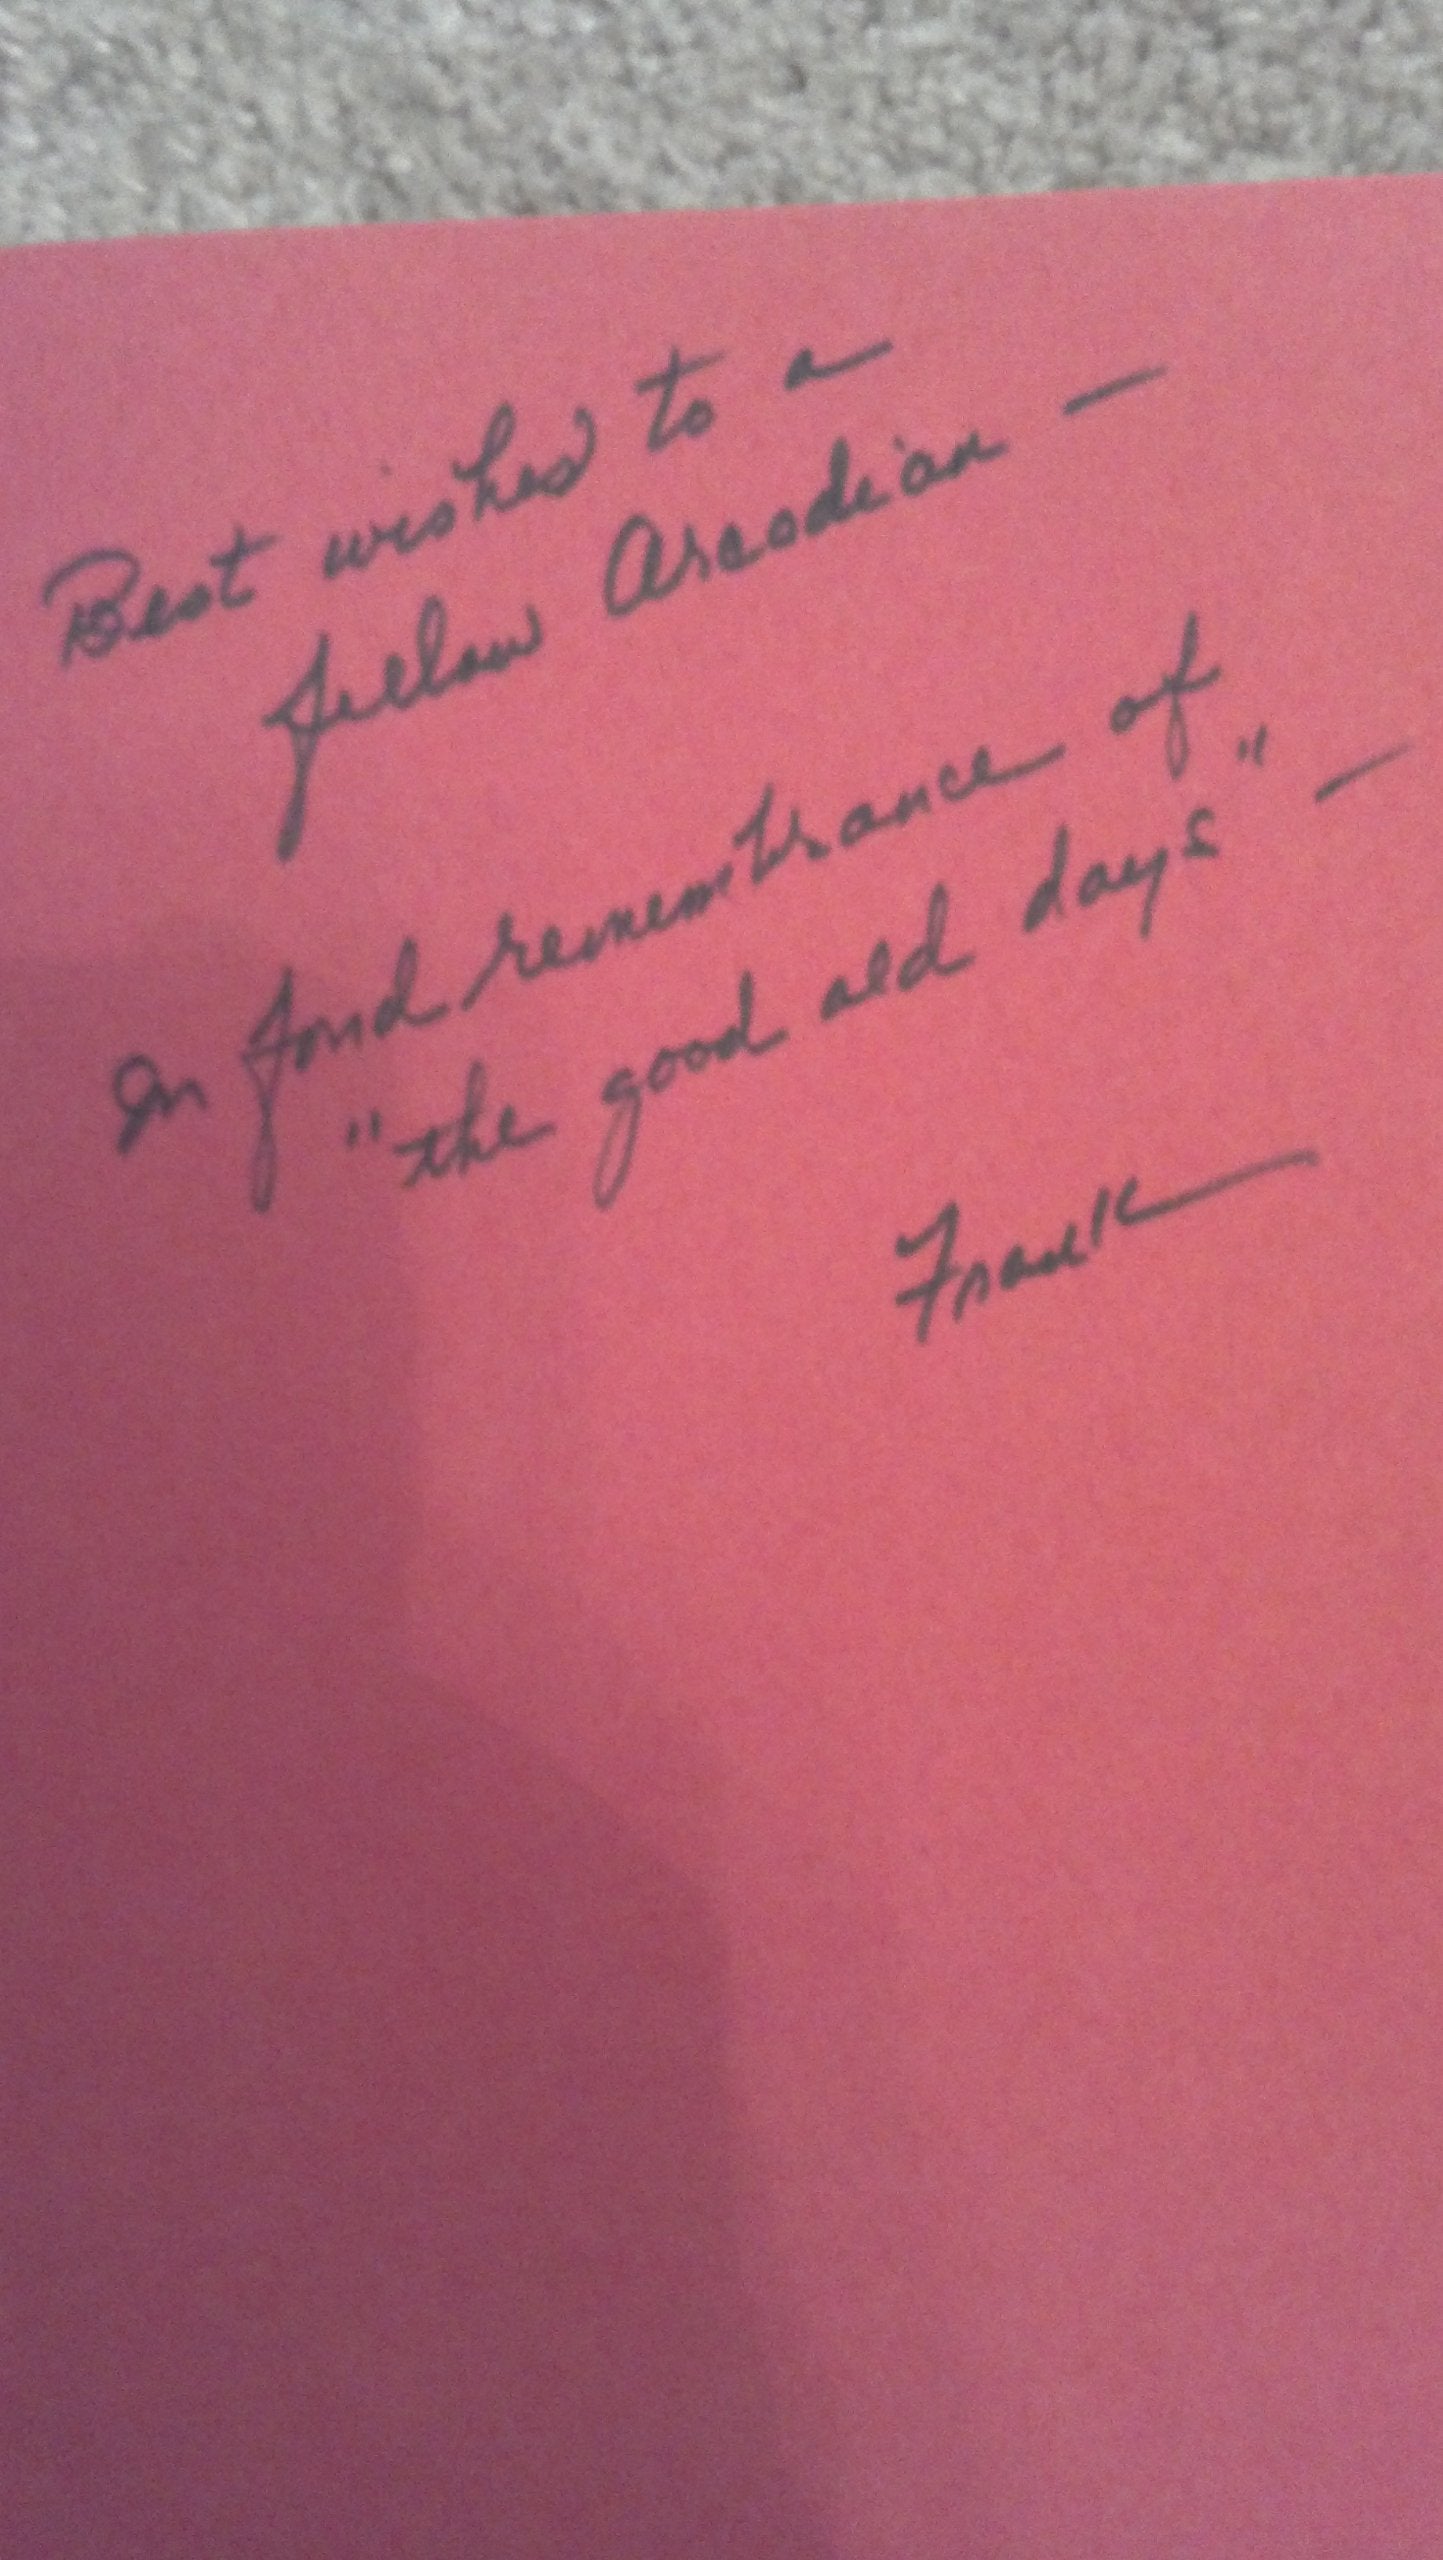 Best wishes to a
fellow Arcadian —
In fond remembrance of
"the good old days" —
Frank